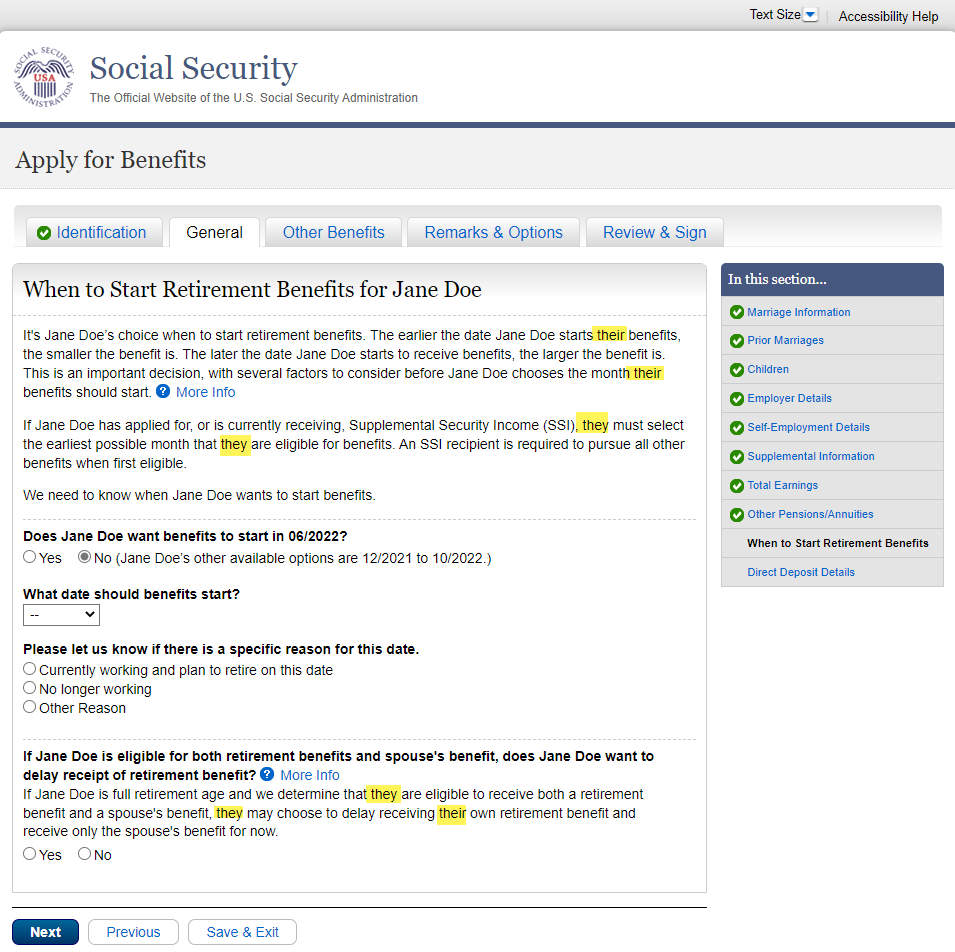 Text Size
Accessibility Help
SOCIAL SECURITY ADMINISTRATION
USA
Social Security
The Official Website of the U.S. Social Security Administration
Apply for Benefits
Identification
General
Other Benefits
Remarks & Options
Review & Sign
When to Start Retirement Benefits for Jane Doe
It's Jane Doe's choice when to start retirement benefits. The earlier the date Jane Doe starts their benefits,
the smaller the benefit is. The later the date Jane Doe starts to receive benefits, the larger the benefit is.
This is an important decision, with several factors to consider before Jane Doe chooses the month their
benefits should start. ? More Info
If Jane Doe has applied for, or is currently receiving, Supplemental Security Income (SSI), they must select
the earliest possible month that they are eligible for benefits. An SSI recipient is required to pursue all other
benefits when first eligible.
We need to know when Jane Doe wants to start benefits.
Does Jane Doe want benefits to start in 06/2022?
Yes No (Jane Doe's other available options are 12/2021 to 10/2022.)
What date should benefits start?
--
Please let us know if there is a specific reason for this date.
Currently working and plan to retire on this date
No longer working
Other Reason
If Jane Doe is eligible for both retirement benefits and spouse's benefit, does Jane Doe want to
delay receipt of retirement benefit? ? More Info
If Jane Doe is full retirement age and we determine that they are eligible to receive both a retirement
benefit and a spouse's benefit, they may choose to delay receiving their own retirement benefit and
receive only the spouse's benefit for now.
Yes No
Next
Previous
Save & Exit
In this section...
Marriage Information
Prior Marriages
Children
Employer Details
Self-Employment Details
Supplemental Information
Total Earnings
Other Pensions/Annuities
When to Start Retirement Benefits
Direct Deposit Details